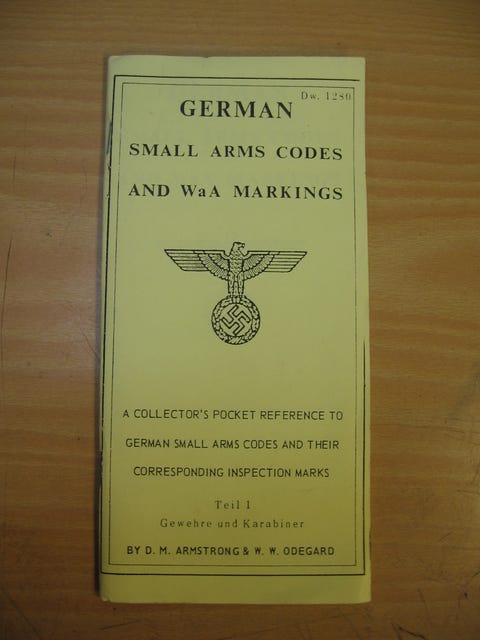 Dw. 1280
GERMAN
SMALL ARMS CODES
AND WaA MARKINGS
A COLLECTOR'S POCKET REFERENCE TO
GERMAN SMALL ARMS CODES AND THEIR
CORRESPONDING INSPECTION MARKS
Teil 1
Gewehre und Karabiner
BY D. M. ARMSTRONG & W. W. ODEGARD